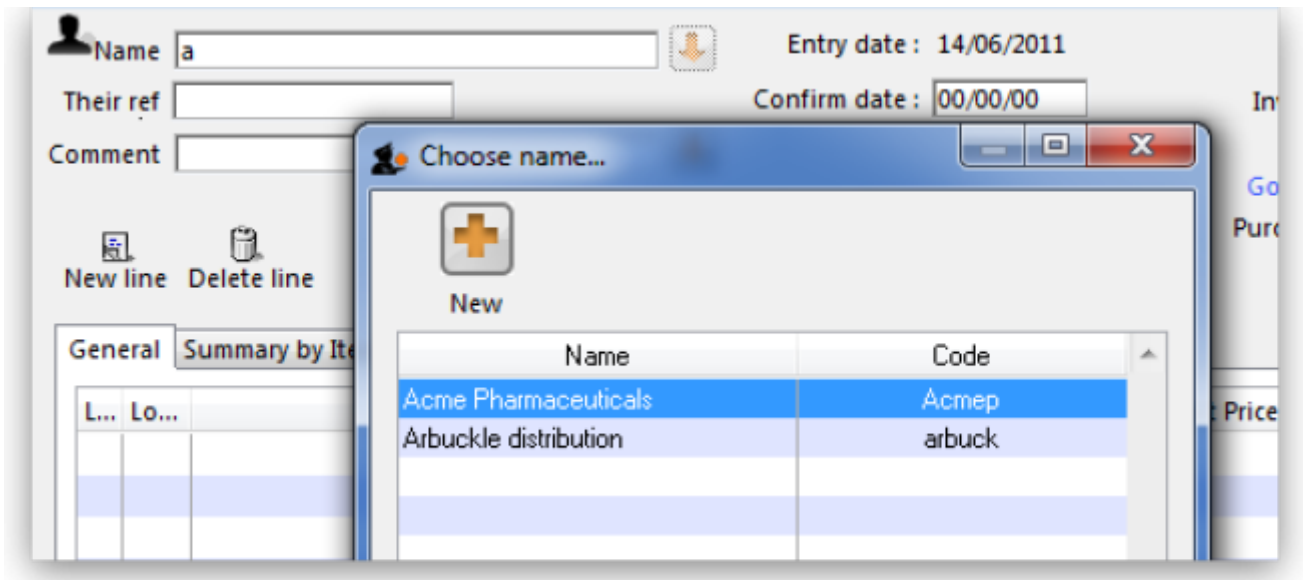 Name a
Entry date : 14/06/2011
Their ref
Confirm date : 00/00/00
Comment
Choose name...
New line Delete line
New
General Summary by Ite
Name Code
Acme Pharmaceuticals Acmep
Arbuckle distribution arbuck
L... Lo...
Price